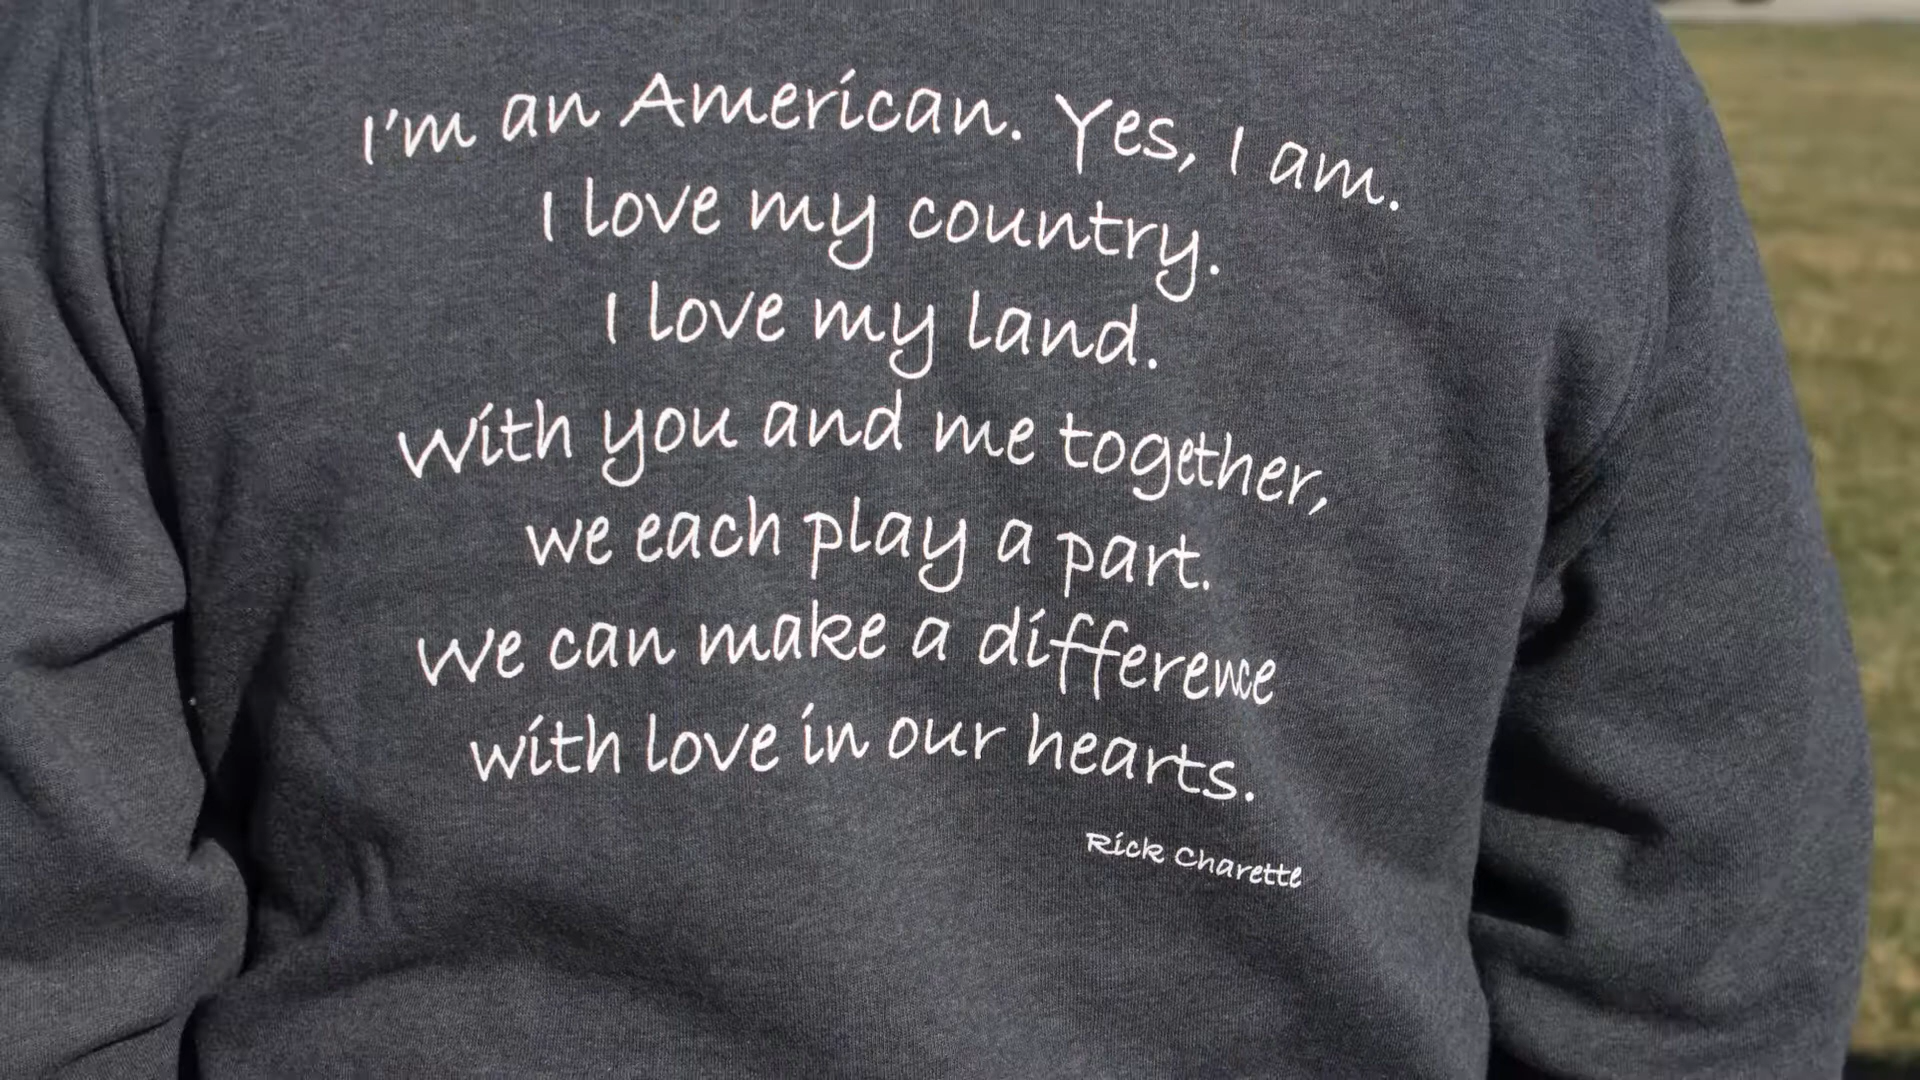 I'm an American. Yes, I am.
I love my country.
I love my land.
With you and me together,
we each play a part.
We can make a difference
with love in our hearts.
Rick Charette